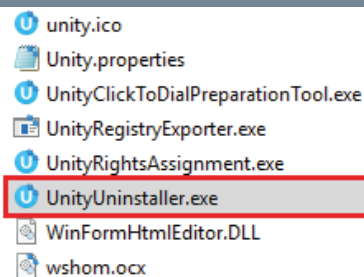 unity.ico
Unity.properties
UnityClickToDialPreparationTool.exe
UnityRegistryExporter.exe
UnityRightsAssignment.exe
UnityUninstaller.exe
WinFormHtmlEditor.DLL
wshom.ocx